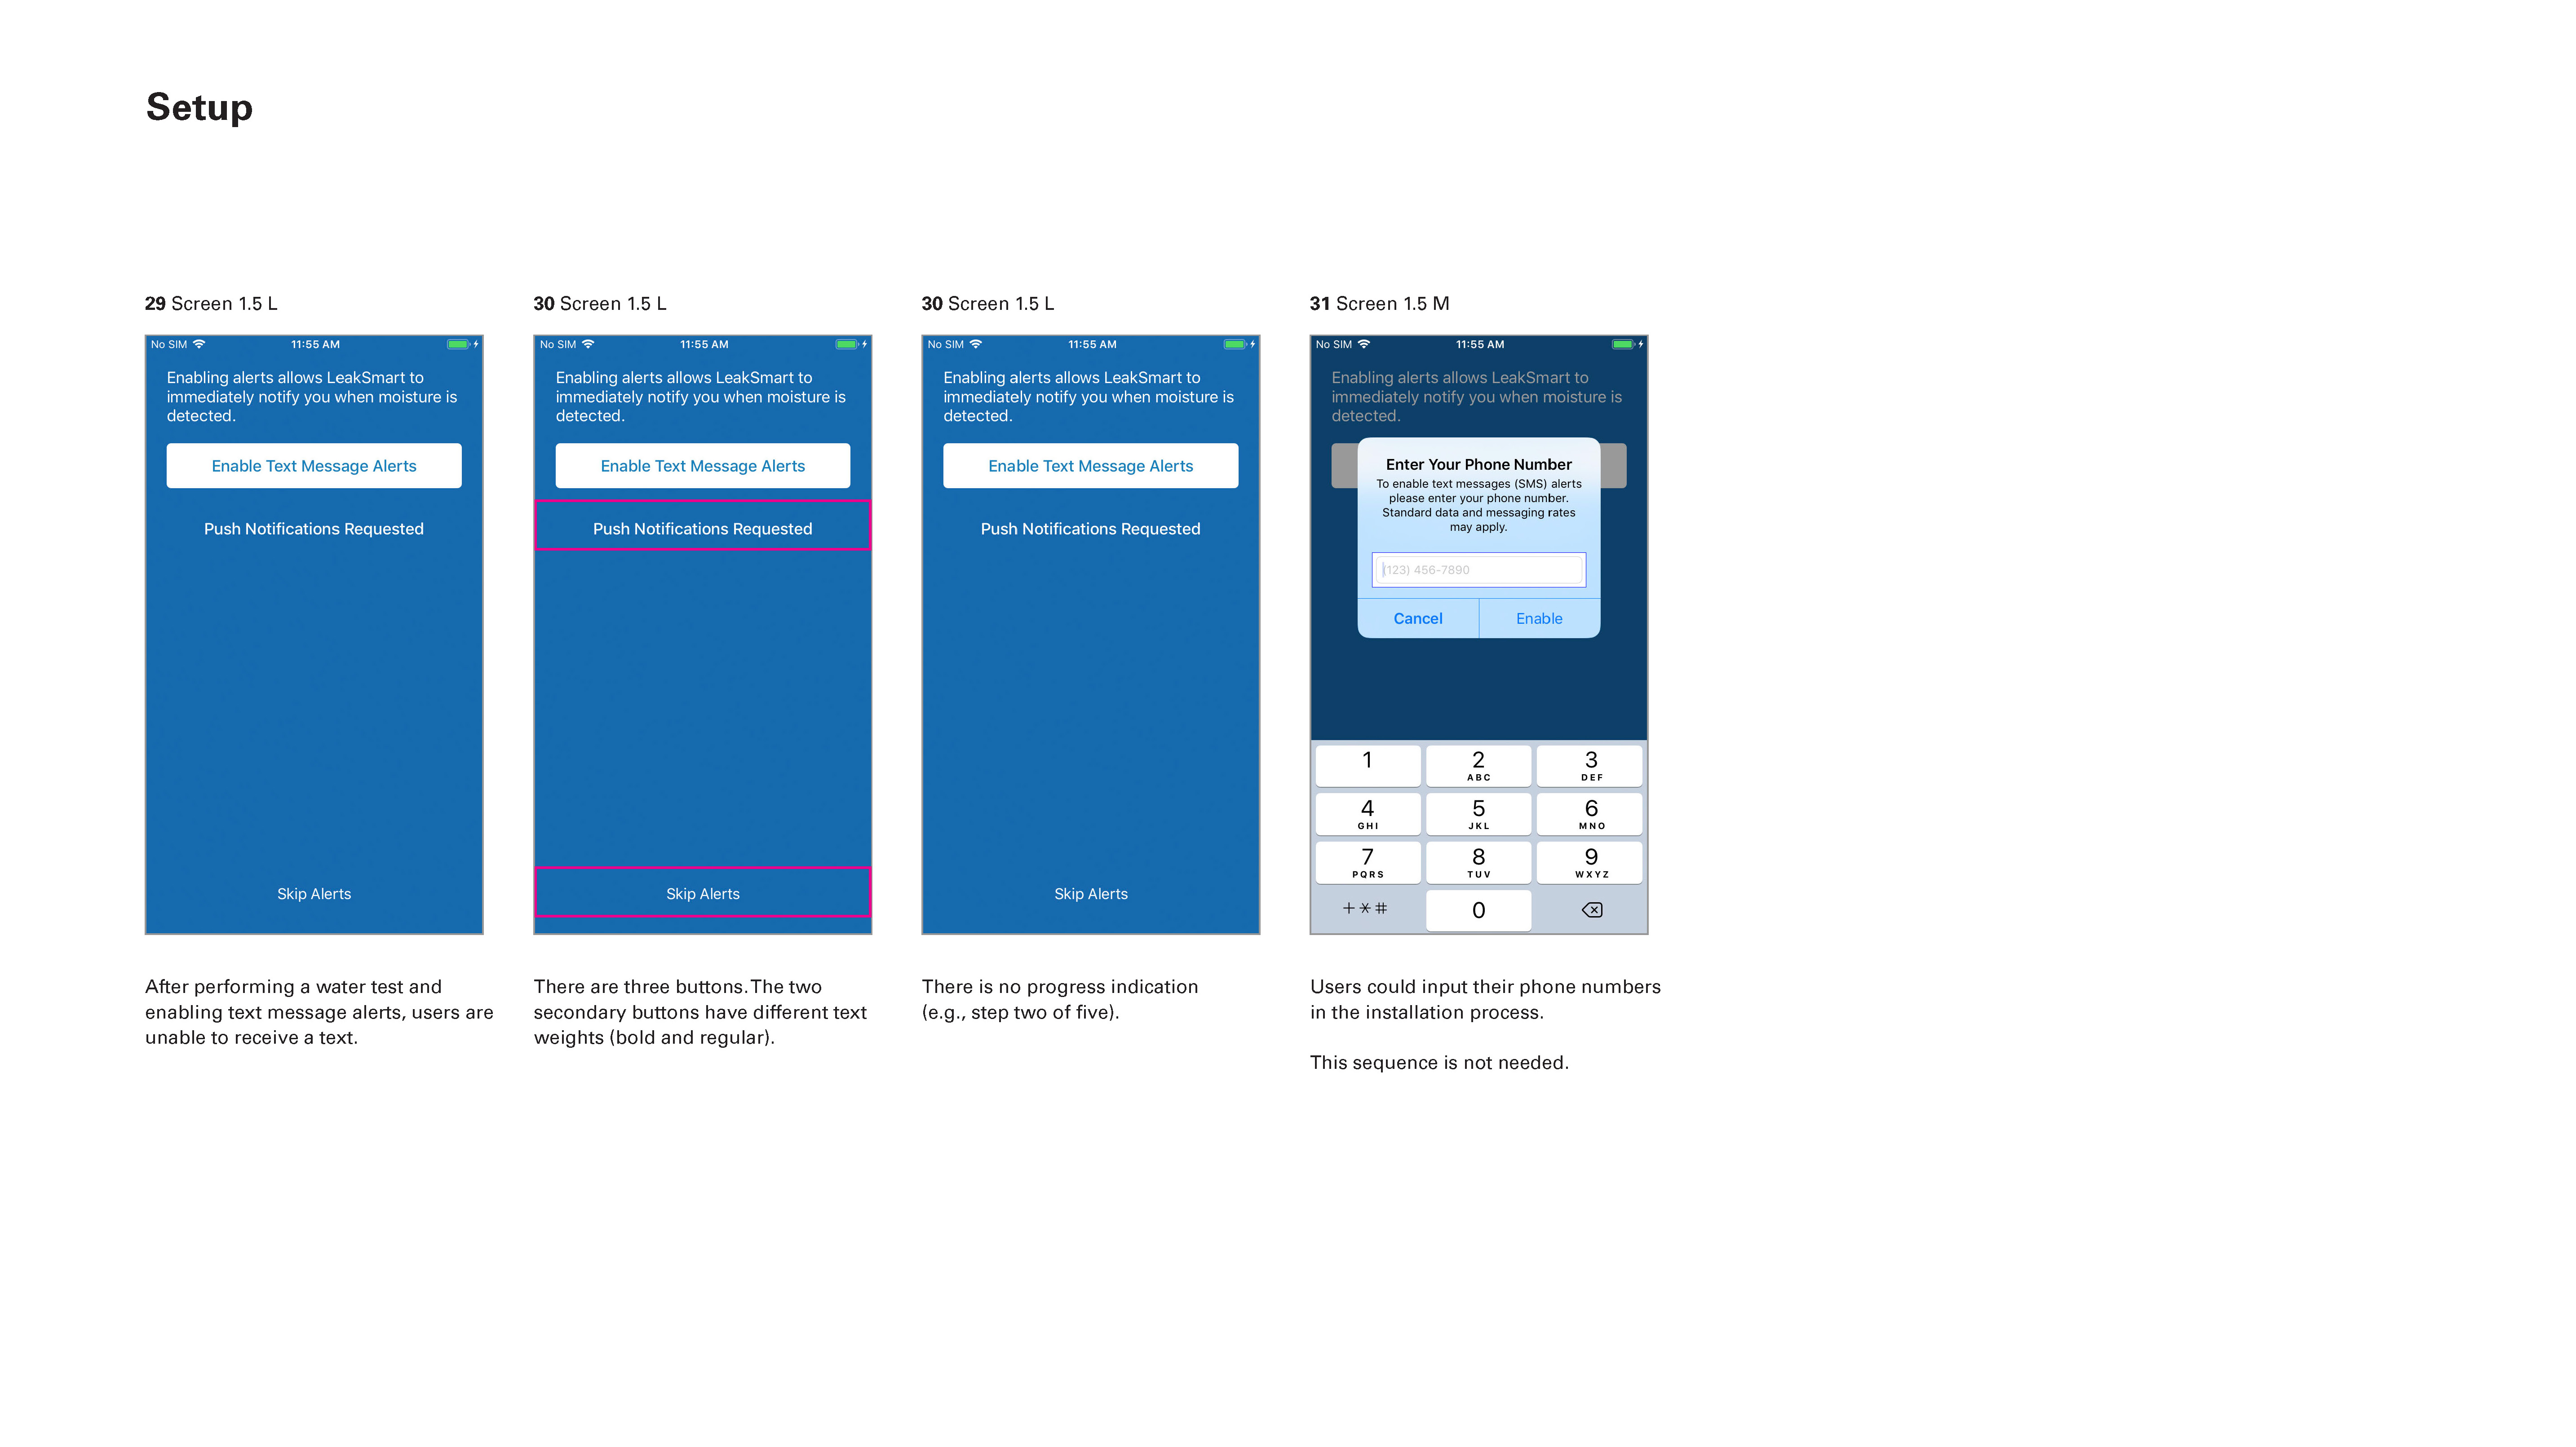 Setup
29 Screen 1.5 L
No SIM 11:55 AM
Enabling alerts allows LeakSmart to
immediately notify you when moisture is
detected.
Enable Text Message Alerts
Push Notifications Requested
Skip Alerts
After performing a water test and
enabling text message alerts, users are
unable to receive a text.
30 Screen 1.5 L
No SIM 11:55 AM
Enabling alerts allows LeakSmart to
immediately notify you when moisture is
detected.
Enable Text Message Alerts
Push Notifications Requested
Skip Alerts
There are three buttons. The two
secondary buttons have different text
weights (bold and regular).
30 Screen 1.5 L
No SIM 11:55 AM
Enabling alerts allows LeakSmart to
immediately notify you when moisture is
detected.
Enable Text Message Alerts
Push Notifications Requested
Skip Alerts
There is no progress indication
(e.g., step two of five).
31 Screen 1.5 M
No SIM 11:55 AM
Enabling alerts allows LeakSmart to
immediately notify you when moisture is
detected.
Enter Your Phone Number
To enable text messages (SMS) alerts
please enter your phone number.
Standard data and messaging rates
may apply.
(123) 456-7890
Cancel Enable
1 2 3
ABC DEF
4 5 6
GHI JKL MNO
7 8 9
PQRS TUV WXYZ
+*# 0
Users could input their phone numbers
in the installation process.
This sequence is not needed.